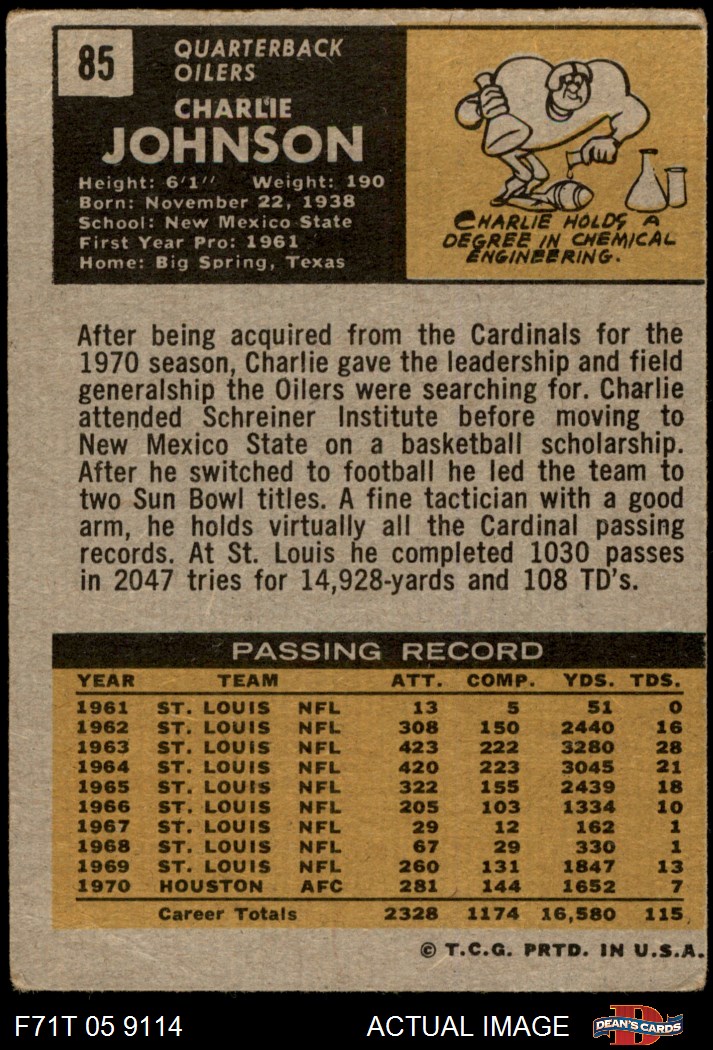 85
QUARTERBACK
OILERS
CHARLIE
JOHNSON
Height: 6'1" Weight: 190
Born: November 22, 1938
School: New Mexico State
First Year Pro: 1961
Home: Big Spring, Texas
CHARLIE HOLDS A
DEGREE IN CHEMICAL
ENGINEERING.
After being acquired from the Cardinals for the
1970 season, Charlie gave the leadership and field
generalship the Oilers were searching for. Charlie
attended Schreiner Institute before moving to
New Mexico State on a basketball scholarship.
After he switched to football he led the team to
two Sun Bowl titles. A fine tactician with a good
arm, he holds virtually all the Cardinal passing
records. At St. Louis he completed 1030 passes
in 2047 tries for 14,928-yards and 108 TD's.
PASSING RECORD
YEAR TEAM ATT. COMP. YDS. TDS.
1961 ST. LOUIS NFL 13 5 51 0
1962 ST. LOUIS NFL 308 150 2440 16
1963 ST. LOUIS NFL 423 222 3280 28
1964 ST. LOUIS NFL 420 223 3045 21
1965 ST. LOUIS NFL 322 155 2439 18
1966 ST. LOUIS NFL 205 103 1334 10
1967 ST. LOUIS NFL 29 12 162 1
1968 ST. LOUIS NFL 67 29 330 1
1969 ST. LOUIS NFL 260 131 1847 13
1970 HOUSTON AFC 281 144 1652 7
Career Totals 2328 1174 16,580 115
© T.C.G. PRTD. IN U.S.A.
F71T 05 9114 ACTUAL IMAGE D DEAN'S CARDS